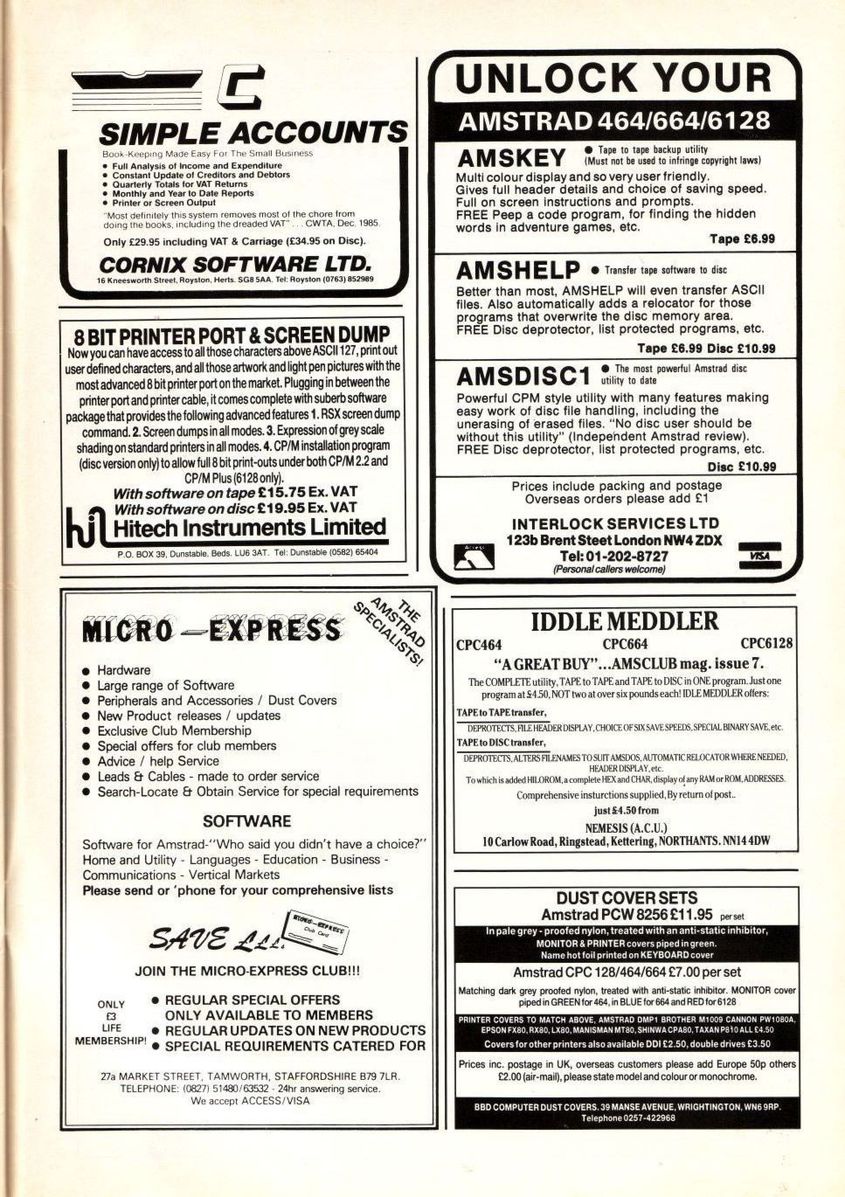 C
SIMPLE ACCOUNTS
Book-Keeping Made Easy For The Small Business
• Full Analysis of Income and Expenditure
• Constant Update of Creditors and Debtors
• Quarterly Totals for VAT Returns
• Monthly and Year to Date Reports
• Printer or Screen Output
"Most definitely this system removes most of the chore from
doing the books, including the dreaded VAT" . . . CWTA, Dec. 1985.
Only £29.95 including VAT & Carriage (£34.95 on Disc).
CORNIX SOFTWARE LTD.
16 Kneesworth Street, Royston, Herts. SG8 5AA. Tel: Royston (0763) 852989
8 BIT PRINTER PORT & SCREEN DUMP
Now you can have access to all those characters above ASCII 127, print out
user defined characters, and all those artwork and light pen pictures with the
most advanced 8 bit printer port on the market. Plugging in between the
printer port and printer cable, it comes complete with suberb software
package that provides the following advanced features 1. RSX screen dump
command. 2. Screen dumps in all modes. 3. Expression of grey scale
shading on standard printers in all modes. 4. CP/M installation program
(disc version only) to allow full 8 bit print-outs under both CP/M 2.2 and
CP/M Plus (6128 only).
With software on tape £15.75 Ex. VAT
With software on disc £19.95 Ex. VAT
hil Hitech Instruments Limited
P.O. BOX 39, Dunstable, Beds. LU6 3AT. Tel: Dunstable (0582) 65404
UNLOCK YOUR
AMSTRAD 464/664/6128
AMSKEY • Tape to tape backup utility
(Must not be used to infringe copyright laws)
Multi colour display and so very user friendly.
Gives full header details and choice of saving speed.
Full on screen instructions and prompts.
FREE Peep a code program, for finding the hidden
words in adventure games, etc.
Tape £6.99
AMSHELP • Transfer tape software to disc
Better than most, AMSHELP will even transfer ASCII
files. Also automatically adds a relocator for those
programs that overwrite the disc memory area.
FREE Disc deprotector, list protected programs, etc.
Tape £6.99 Disc £10.99
AMSDISC1 • The most powerful Amstrad disc
utility to date
Powerful CPM style utility with many features making
easy work of disc file handling, including the
unerasing of erased files. "No disc user should be
without this utility" (Independent Amstrad review).
FREE Disc deprotector, list protected programs, etc.
Disc £10.99
Prices include packing and postage
Overseas orders please add £1
INTERLOCK SERVICES LTD
123b Brent Steet London NW4 2DX
Tel: 01-202-8727
(Personal callers welcome)
Access
VISA
MICRO-EXPRESS
THE
AMSTRAD
SPECIALISTS!
• Hardware
• Large range of Software
• Peripherals and Accessories / Dust Covers
• New Product releases / updates
• Exclusive Club Membership
• Special offers for club members
• Advice / help Service
• Leads & Cables - made to order service
• Search-Locate & Obtain Service for special requirements
SOFTWARE
Software for Amstrad-"Who said you didn't have a choice?"
Home and Utility - Languages - Education - Business -
Communications - Vertical Markets
Please send or 'phone for your comprehensive lists
SAVE £££.
MICRO-EXPRESS
Club Card
JOIN THE MICRO-EXPRESS CLUB!!!
ONLY
£3
LIFE
MEMBERSHIP!
• REGULAR SPECIAL OFFERS
ONLY AVAILABLE TO MEMBERS
• REGULAR UPDATES ON NEW PRODUCTS
• SPECIAL REQUIREMENTS CATERED FOR
27a MARKET STREET, TAMWORTH, STAFFORDSHIRE B79 7LR.
TELEPHONE: (0827) 51480/63532 - 24hr answering service.
We accept ACCESS/VISA
IDDLE MEDDLER
CPC464 CPC664 CPC6128
"A GREAT BUY"...AMSCLUB mag. issue 7.
The COMPLETE utility, TAPE to TAPE and TAPE to DISC in ONE program. Just one
program at £4.50, NOT two at over six pounds each! IDLE MEDDLER offers:
TAPE to TAPE transfer,
DEPROTECTS, FILE HEADER DISPLAY, CHOICE OF SIX SAVE SPEEDS, SPECIAL BINARY SAVE, etc.
TAPE to DISC transfer,
DEPROTECTS, ALTERS FILENAMES TO SUIT AMSDOS, AUTOMATIC RELOCATOR WHERE NEEDED,
HEADER DISPLAY, etc.
To which is added HILOROM, a complete HEX and CHAR, display of any RAM or ROM, ADDRESSES.
Comprehensive insturctions supplied, By return of post..
just £4.50 from
NEMESIS (A.C.U.)
10 Carlow Road, Ringstead, Kettering, NORTHANTS. NN14 4DW
DUST COVER SETS
Amstrad PCW 8256 £11.95 per set
In pale grey - proofed nylon, treated with an anti-static inhibitor,
MONITOR & PRINTER covers piped in green.
Name hot foil printed on KEYBOARD cover
Amstrad CPC 128/464/664 £7.00 per set
Matching dark grey proofed nylon, treated with anti-static inhibitor. MONITOR cover
piped in GREEN for 464, in BLUE for 664 and RED for 6128
PRINTER COVERS TO MATCH ABOVE, AMSTRAD DMP1 BROTHER M1009 CANNON PW1080A,
EPSON FX80, RX80, LX80, MANISMAN MT80, SHINWA CPA80, TAXAN P810 ALL £4.50
Covers for other printers also available DDI £2.50, double drives £3.50
Prices inc. postage in UK, overseas customers please add Europe 50p others
£2.00 (air-mail), please state model and colour or monochrome.
BBD COMPUTER DUST COVERS. 39 MANSE AVENUE, WRIGHTINGTON, WN6 9RP.
Telephone 0257-422968